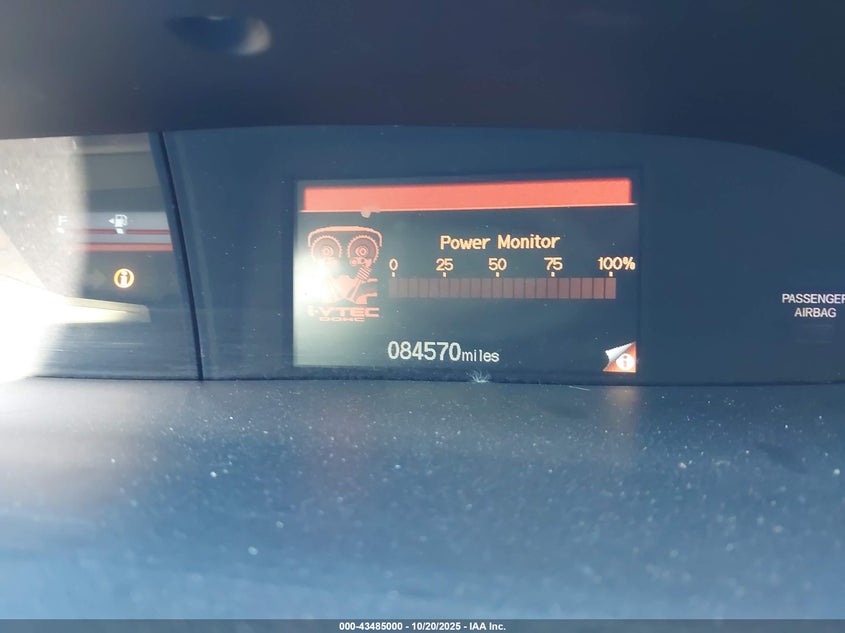 F
Power Monitor
0 25 50 75 100%
i-VTEC
DOHC
084570miles
i
i
PASSENGER
AIRBAG
000-43485000 - 10/20/2025 - IAA Inc.